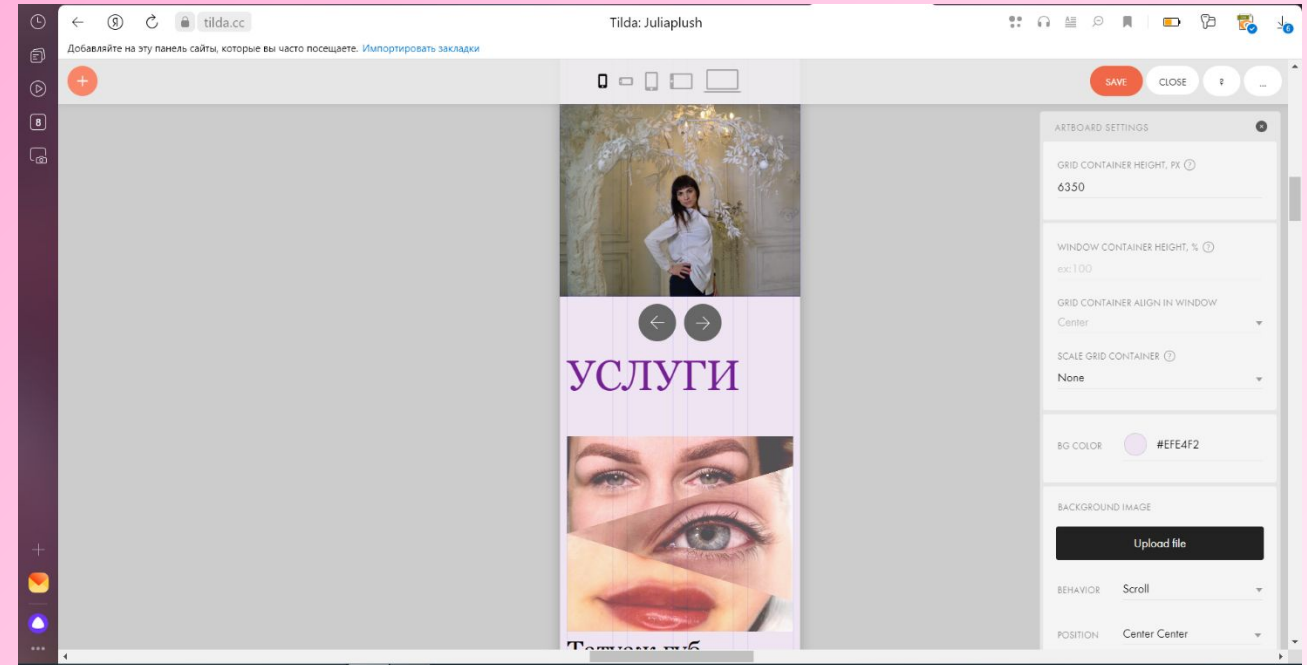 tilda.cc
Tilda: Juliaplush
Добавляйте на эту панель сайты, которые вы часто посещаете. Импортировать закладки
8
6
SAVE
CLOSE
?
...
ARTBOARD SETTINGS
GRID CONTAINER HEIGHT, PX ?
6350
WINDOW CONTAINER HEIGHT, % ?
ex:100
GRID CONTAINER ALIGN IN WINDOW
Center
SCALE GRID CONTAINER ?
None
BG COLOR #EFE4F2
BACKGROUND IMAGE
Upload file
BEHAVIOR Scroll
POSITION Center Center
УСЛУГИ